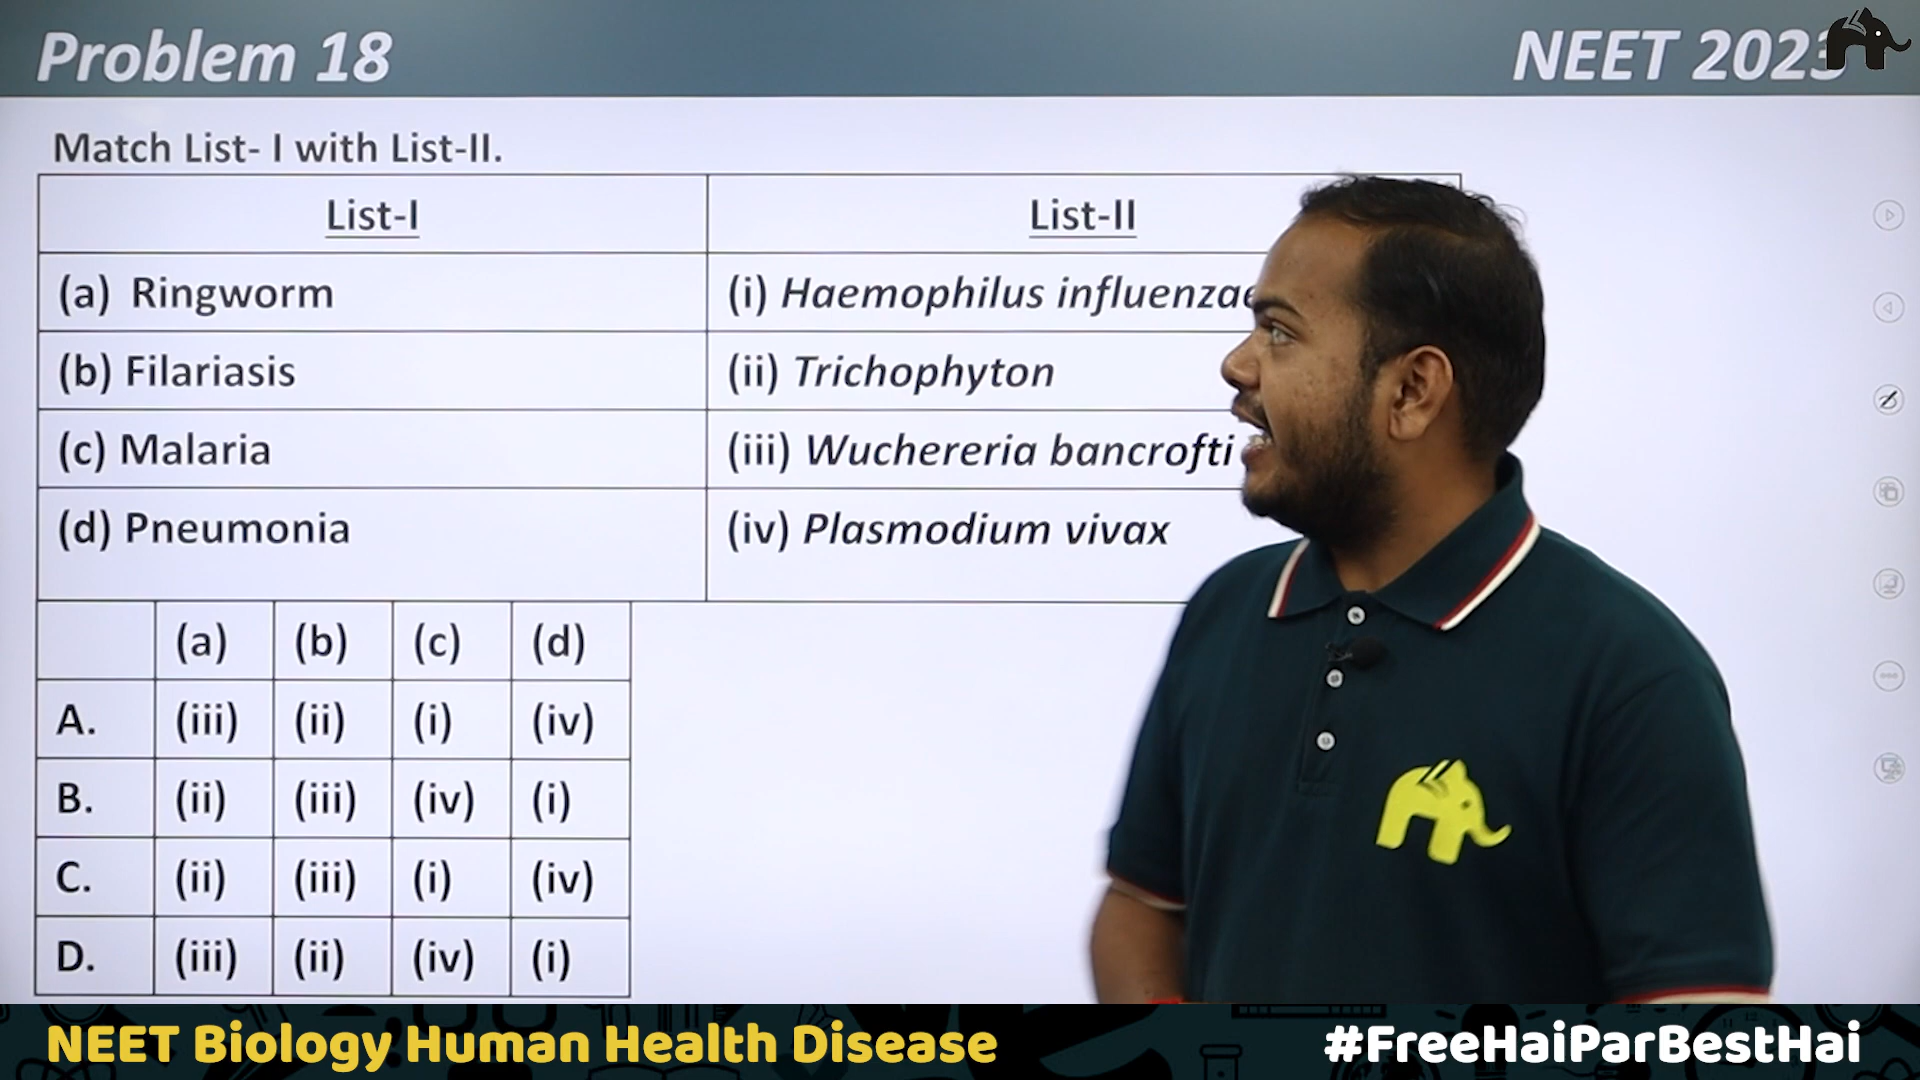 Problem 18
NEET 2023
Match List- I with List-II.
List-I
List-II
(a) Ringworm
(i) Haemophilus influenzae
(b) Filariasis
(ii) Trichophyton
(c) Malaria
(iii) Wuchereria bancrofti
(d) Pneumonia
(iv) Plasmodium vivax
(a) (b) (c) (d)
A. (iii) (ii) (i) (iv)
B. (ii) (iii) (iv) (i)
C. (ii) (iii) (i) (iv)
D. (iii) (ii) (iv) (i)
NEET Biology Human Health Disease
#FreeHaiParBestHai